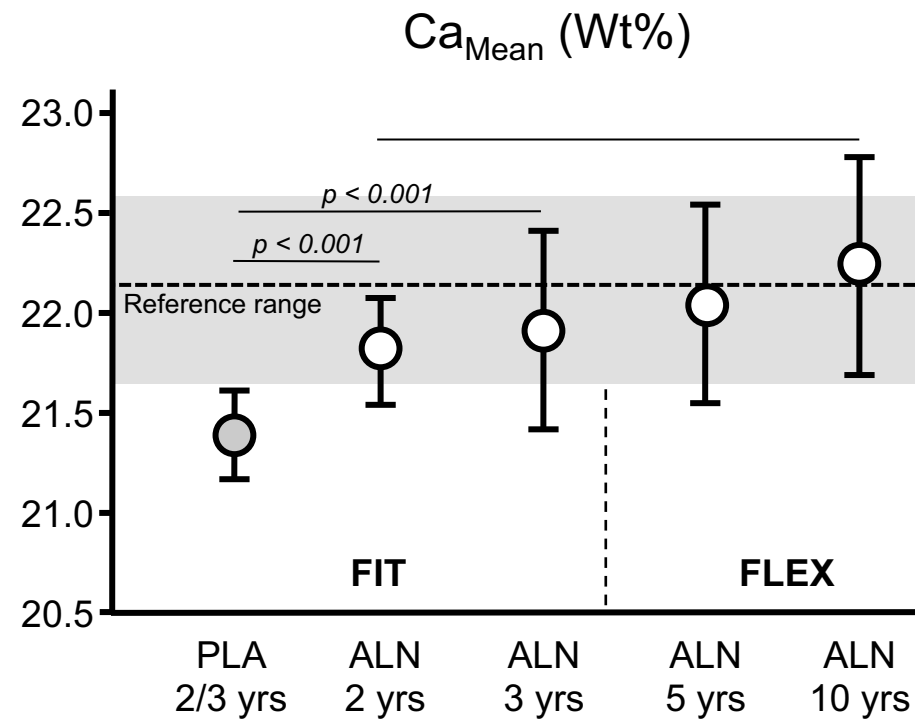 Ca_Mean (Wt%)
23.0
22.5
22.0
21.5
21.0
20.5
p < 0.001
p < 0.001
Reference range
FIT
FLEX
PLA
2/3 yrs
ALN
2 yrs
ALN
3 yrs
ALN
5 yrs
ALN
10 yrs